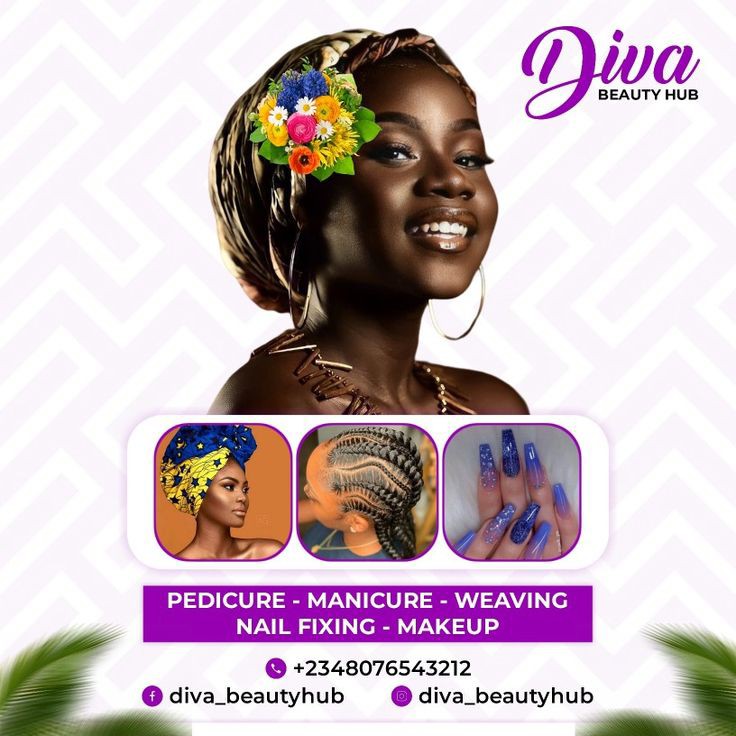 Diva
BEAUTY HUB
PEDICURE - MANICURE - WEAVING
NAIL FIXING - MAKEUP
+2348076543212
diva_beautyhub
diva_beautyhub